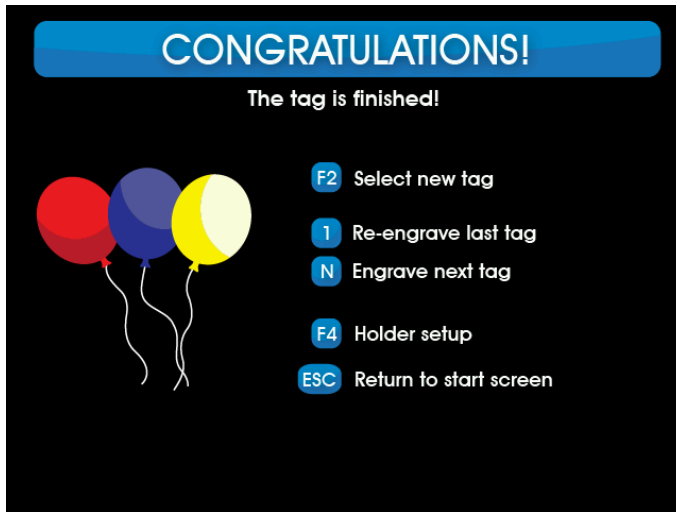 CONGRATULATIONS!
The tag is finished!
F2 Select new tag
1 Re-engrave last tag
N Engrave next tag
F4 Holder setup
ESC Return to start screen